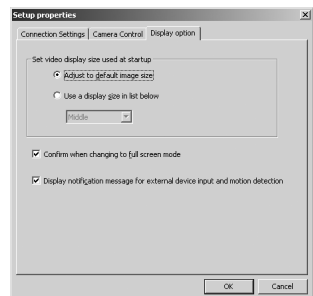 Setup properties
Connection Settings Camera Control Display option
Set video display size used at startup
Adjust to default image size
Use a display size in list below
Middle
Confirm when changing to full screen mode
Display notification message for external device input and motion detection
OK Cancel